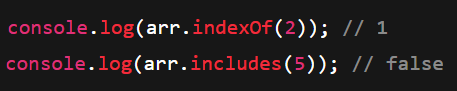 console.log(arr.indexOf(2)); // 1
console.log(arr.includes(5)); // false